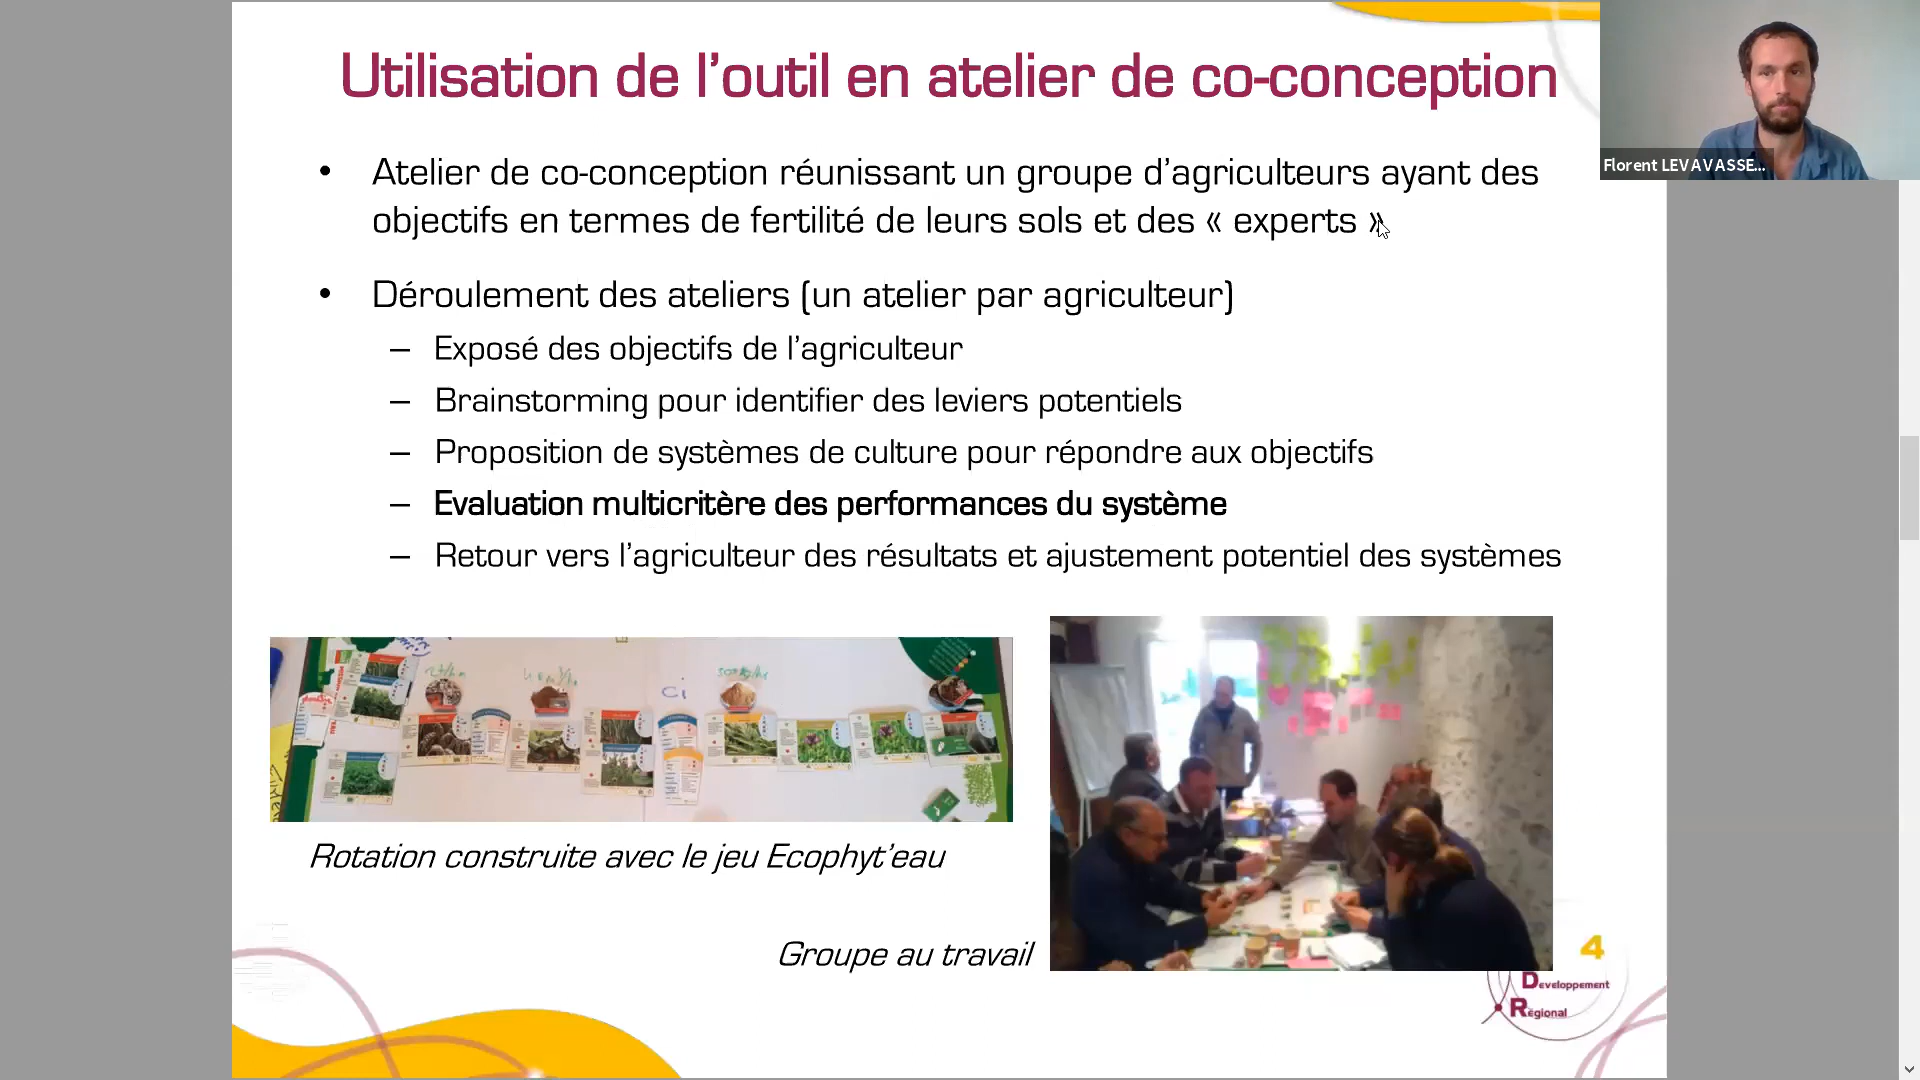 Utilisation de l’outil en atelier de co-conception
Florent LEVAVASSE...
• Atelier de co-conception réunissant un groupe d’agriculteurs ayant des
objectifs en termes de fertilité de leurs sols et des « experts »
• Déroulement des ateliers (un atelier par agriculteur)
– Exposé des objectifs de l’agriculteur
– Brainstorming pour identifier des leviers potentiels
– Proposition de systèmes de culture pour répondre aux objectifs
– Evaluation multicritère des performances du système
– Retour vers l’agriculteur des résultats et ajustement potentiel des systèmes
Ci
Rotation construite avec le jeu Ecophyt’eau
Groupe au travail
4
Developpement
Régional